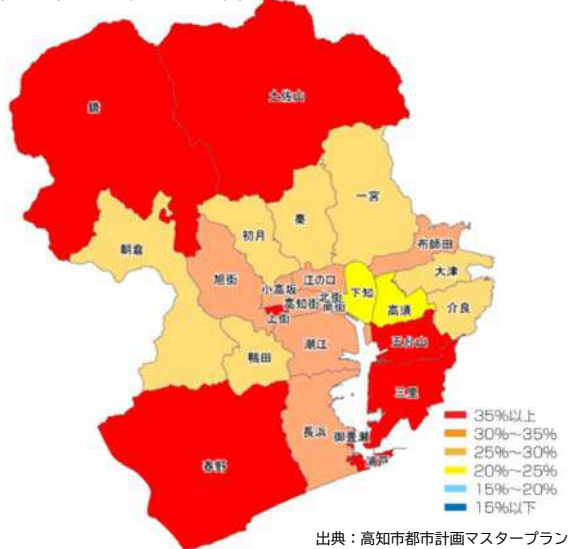 鏡
土佐山
一宮
秦
初月
朝倉
布師田
旭街
江の口
大津
小高坂
下知
北街
高知街
南街
高須
介良
上街
五台山
潮江
鴨田
三里
長浜
御畳瀬
浦戸
春野
35%以上
30%~35%
25%~30%
20%~25%
15%~20%
15%以下
出典：高知市都市計画マスタープラン